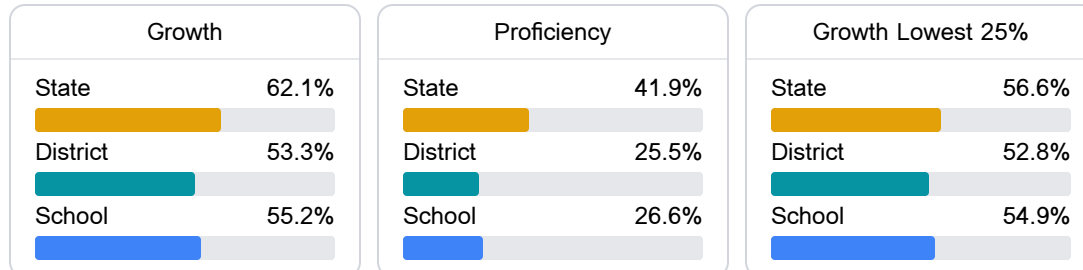 Growth
State 62.1%
District 53.3%
School 55.2%
Proficiency
State 41.9%
District 25.5%
School 26.6%
Growth Lowest 25%
State 56.6%
District 52.8%
School 54.9%